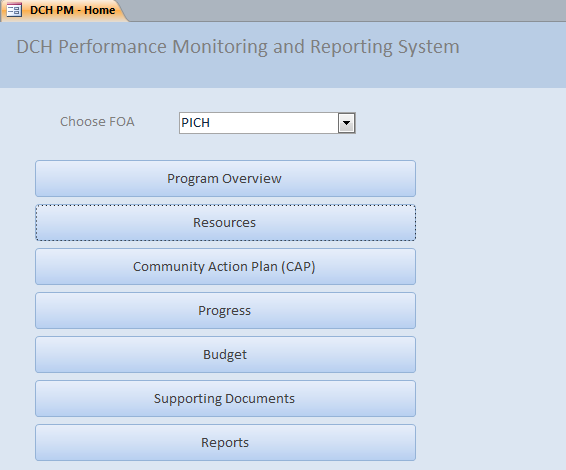 DCH PM - Home
DCH Performance Monitoring and Reporting System
Choose FOA PICH
Program Overview
Resources
Community Action Plan (CAP)
Progress
Budget
Supporting Documents
Reports